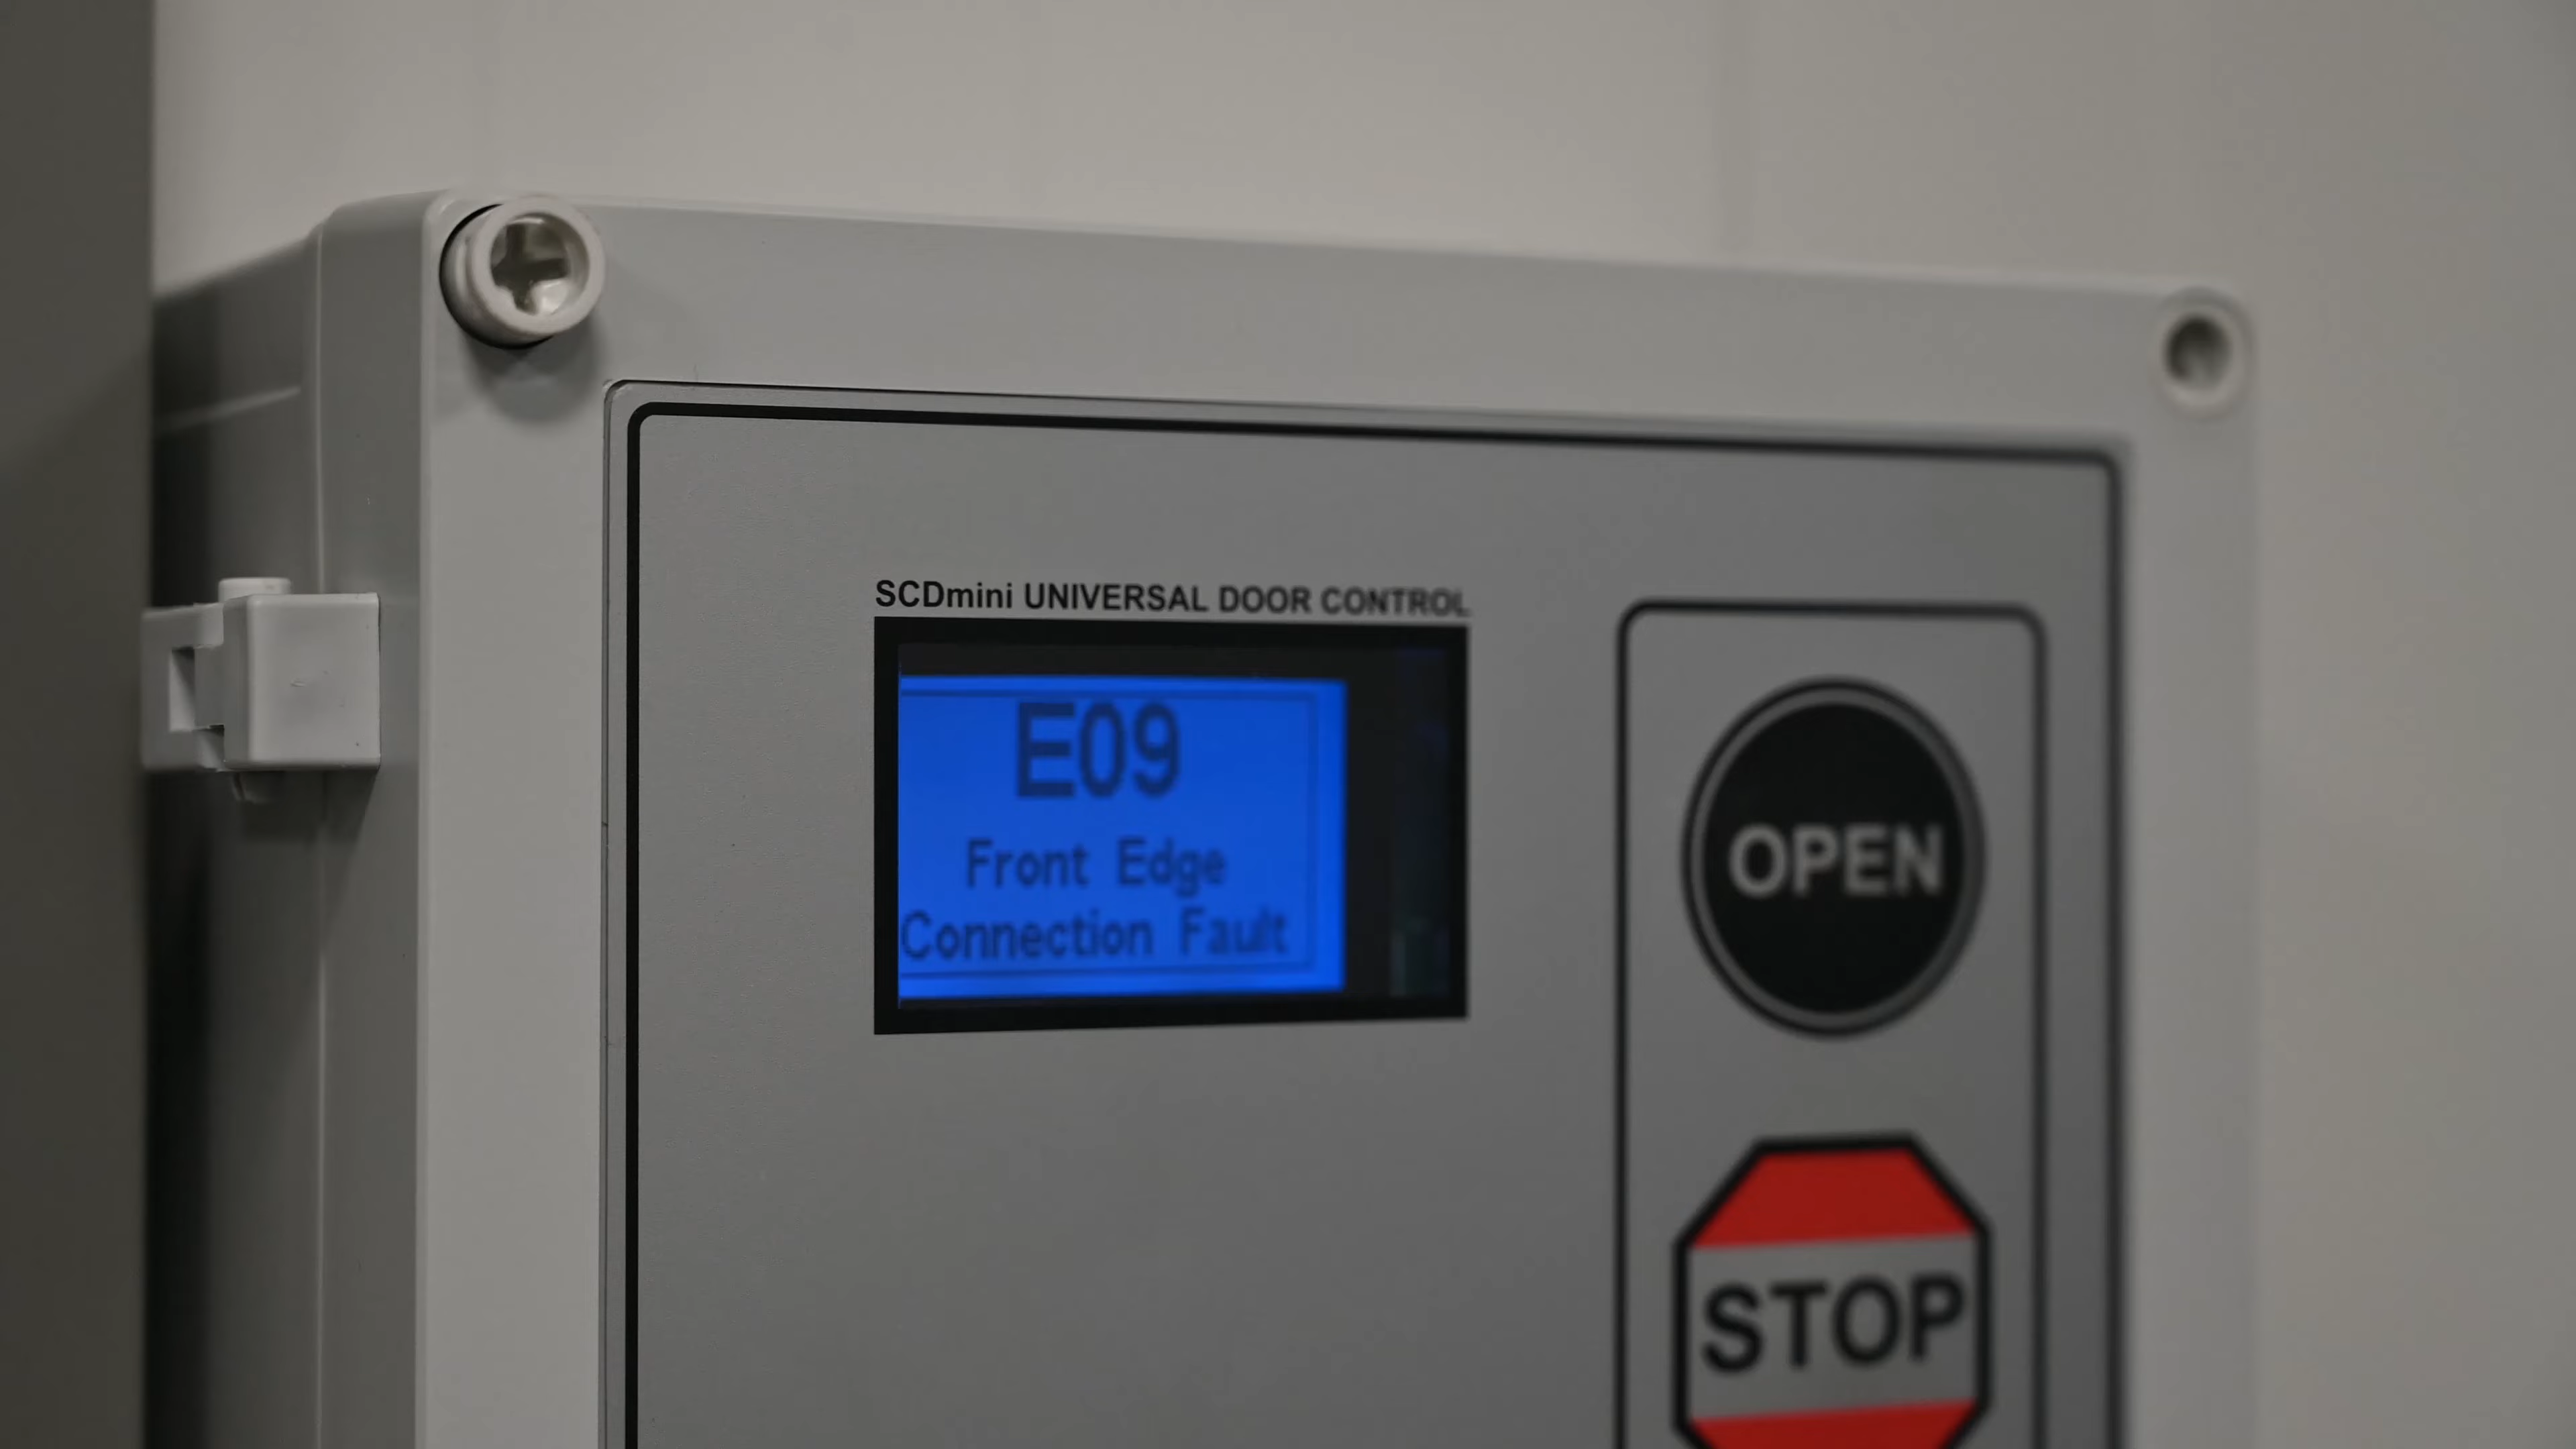 SCDmini UNIVERSAL DOOR CONTROL
E09
Front Edge
Connection Fault
OPEN
STOP